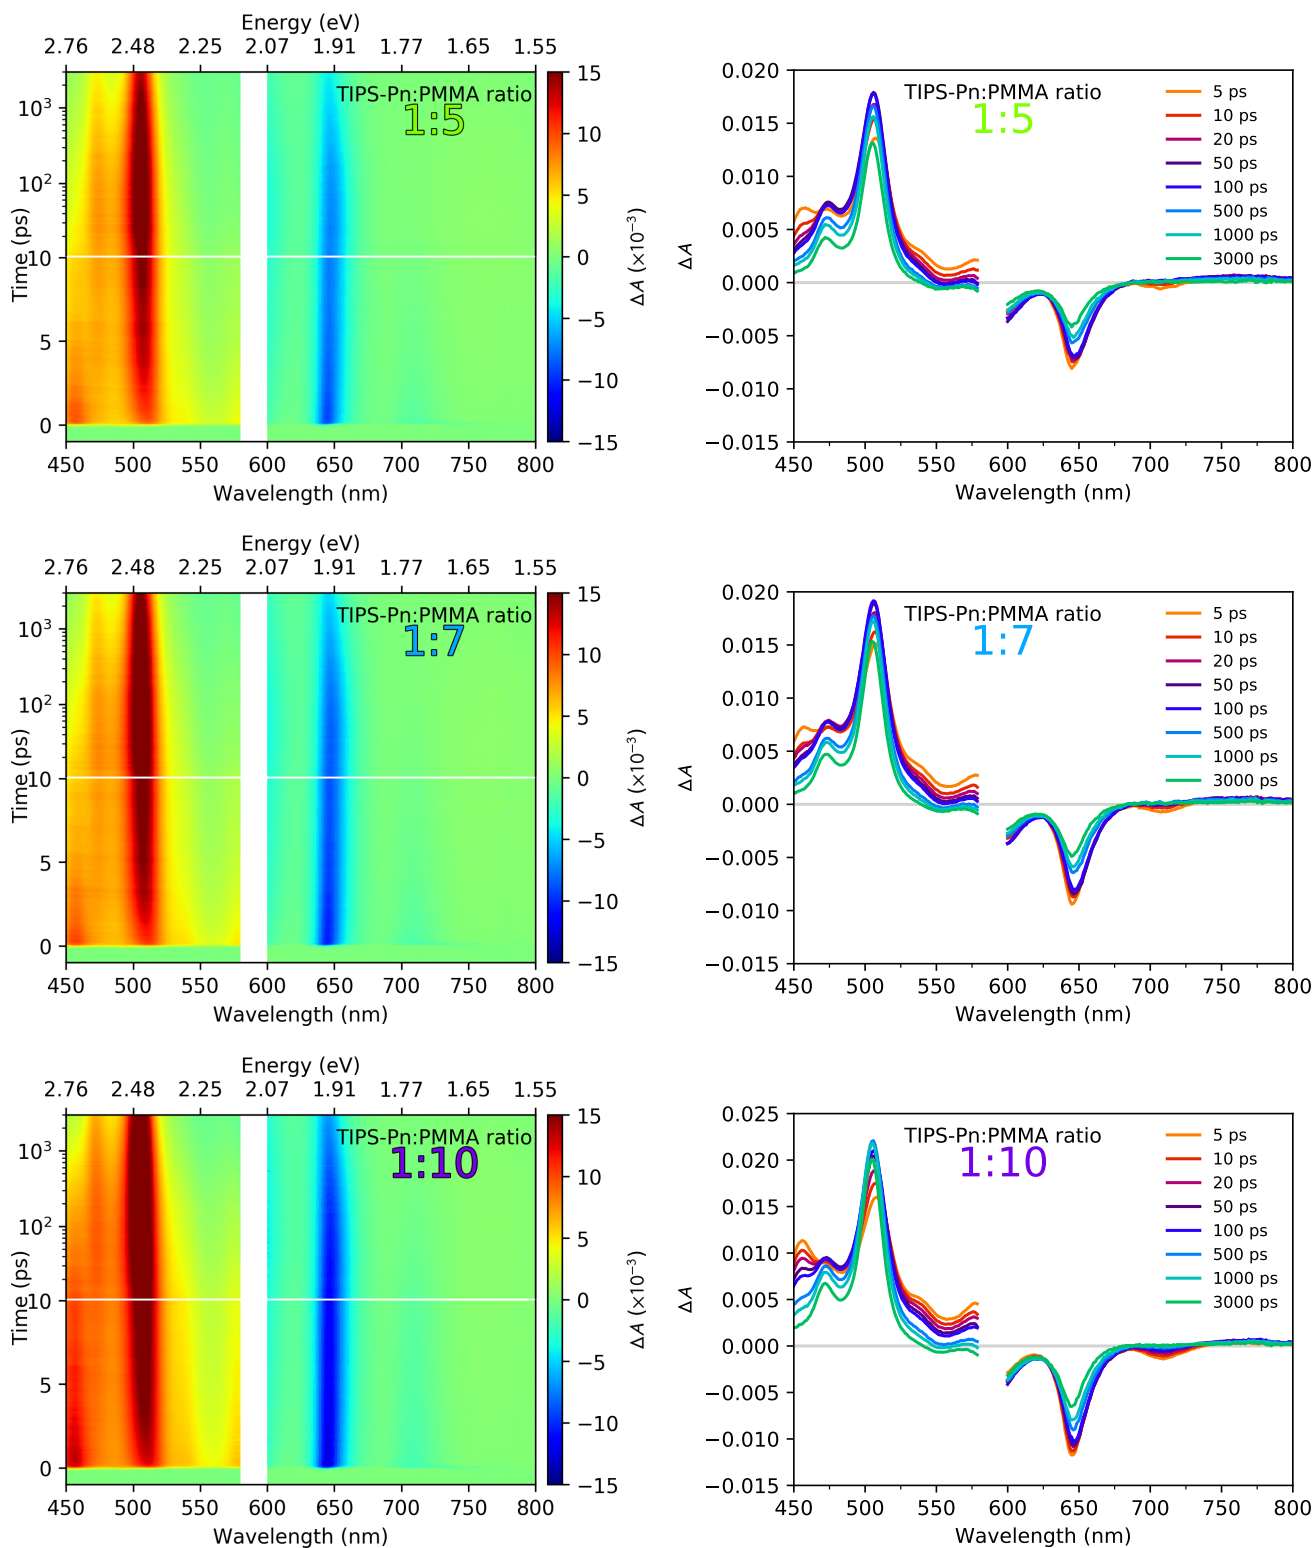 Energy (eV)
2.76 2.48 2.25 2.07 1.91 1.77 1.65 1.55
TIPS-Pn:PMMA ratio
1:5
Time (ps)
10³
10²
10
5
0
450 500 550 600 650 700 750 800
Wavelength (nm)
15
10
5
0
−5
−10
−15
ΔA (×10⁻³)
TIPS-Pn:PMMA ratio
1:5
5 ps
10 ps
20 ps
50 ps
100 ps
500 ps
1000 ps
3000 ps
ΔA
0.020
0.015
0.010
0.005
0.000
−0.005
−0.010
−0.015
450 500 550 600 650 700 750 800
Wavelength (nm)
Energy (eV)
2.76 2.48 2.25 2.07 1.91 1.77 1.65 1.55
TIPS-Pn:PMMA ratio
1:7
Time (ps)
10³
10²
10
5
0
450 500 550 600 650 700 750 800
Wavelength (nm)
15
10
5
0
−5
−10
−15
ΔA (×10⁻³)
TIPS-Pn:PMMA ratio
1:7
5 ps
10 ps
20 ps
50 ps
100 ps
500 ps
1000 ps
3000 ps
ΔA
0.020
0.015
0.010
0.005
0.000
−0.005
−0.010
−0.015
450 500 550 600 650 700 750 800
Wavelength (nm)
Energy (eV)
2.76 2.48 2.25 2.07 1.91 1.77 1.65 1.55
TIPS-Pn:PMMA ratio
1:10
Time (ps)
10³
10²
10
5
0
450 500 550 600 650 700 750 800
Wavelength (nm)
15
10
5
0
−5
−10
−15
ΔA (×10⁻³)
TIPS-Pn:PMMA ratio
1:10
5 ps
10 ps
20 ps
50 ps
100 ps
500 ps
1000 ps
3000 ps
ΔA
0.025
0.020
0.015
0.010
0.005
0.000
−0.005
−0.010
−0.015
450 500 550 600 650 700 750 800
Wavelength (nm)